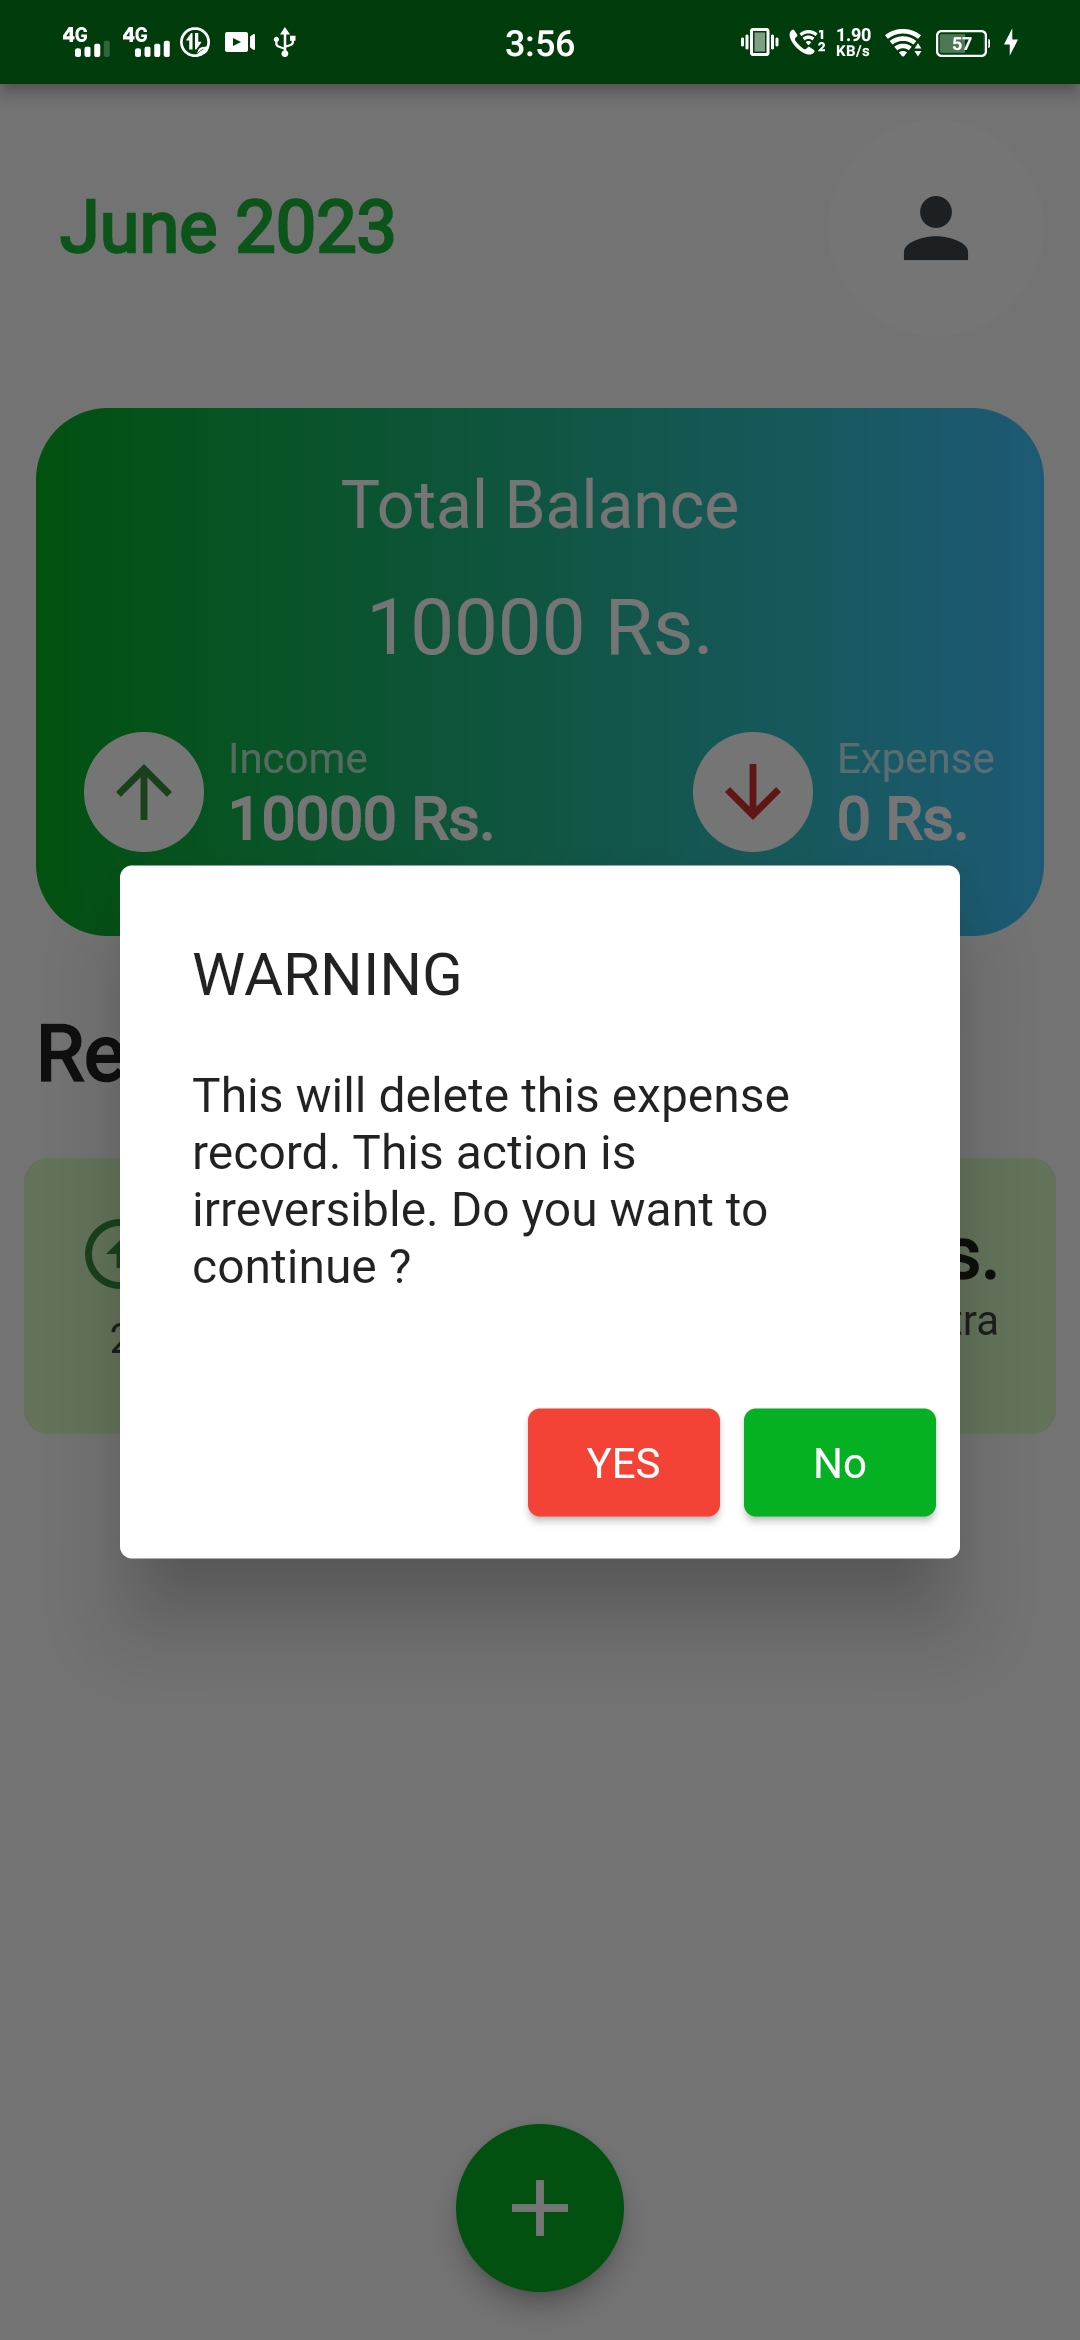 4G 4G 3:56 1 2 1.90 KB/s 57
June 2023
Total Balance
10000 Rs.
Income
10000 Rs.
Expense
0 Rs.
WARNING
This will delete this expense
record. This action is
irreversible. Do you want to
continue ?
YES
No